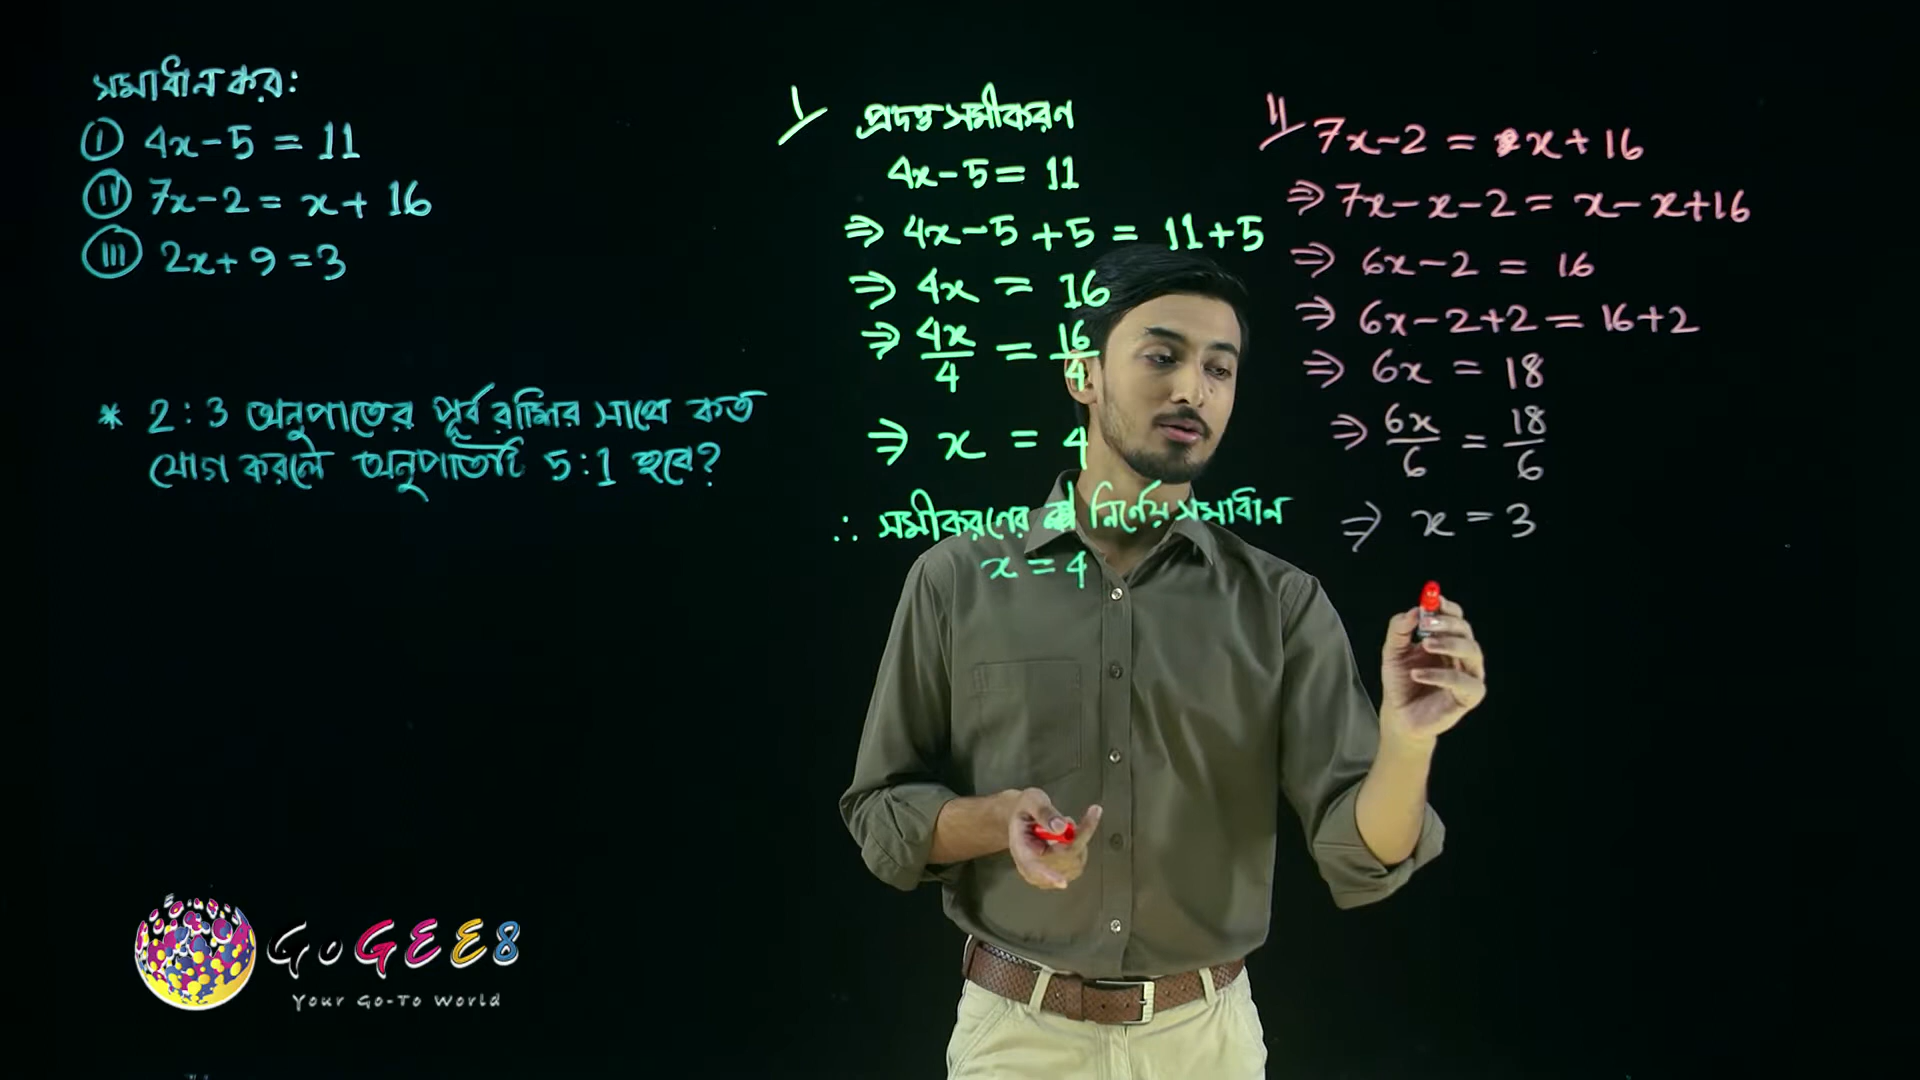 সমাধান কর:
i 4x-5 = 11
ii 7x-2 = x+ 16
iii 2x+ 9 =3
* 2:3 অনুপাতের পূর্ব রাশির সাথে কত
যোগ করলে অনুপাতটি 5:1 হবে?
GoGEE8
Your Go-To World
1 প্রদত্ত সমীকরণ
4x-5= 11
⇒ 4x-5+5 = 11+5
⇒ 4x = 16
⇒ 4x/4 = 16/4
⇒ x = 4
∴ সমীকরণের নির্ণেয় সমাধান
x = 4
11 7x-2 = x+16
⇒ 7x-x-2= x-x+16
⇒ 6x-2 = 16
⇒ 6x-2+2= 16+2
⇒ 6x = 18
⇒ 6x/6 = 18/6
⇒ x = 3